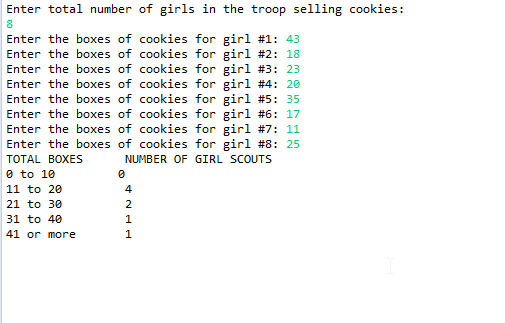 Enter total number of girls in the troop selling cookies:
8
Enter the boxes of cookies for girl #1: 43
Enter the boxes of cookies for girl #2: 18
Enter the boxes of cookies for girl #3: 23
Enter the boxes of cookies for girl #4: 20
Enter the boxes of cookies for girl #5: 35
Enter the boxes of cookies for girl #6: 17
Enter the boxes of cookies for girl #7: 11
Enter the boxes of cookies for girl #8: 25
TOTAL BOXES      NUMBER OF GIRL SCOUTS
0 to 10         0
11 to 20         4
21 to 30         2
31 to 40         1
41 or more       1